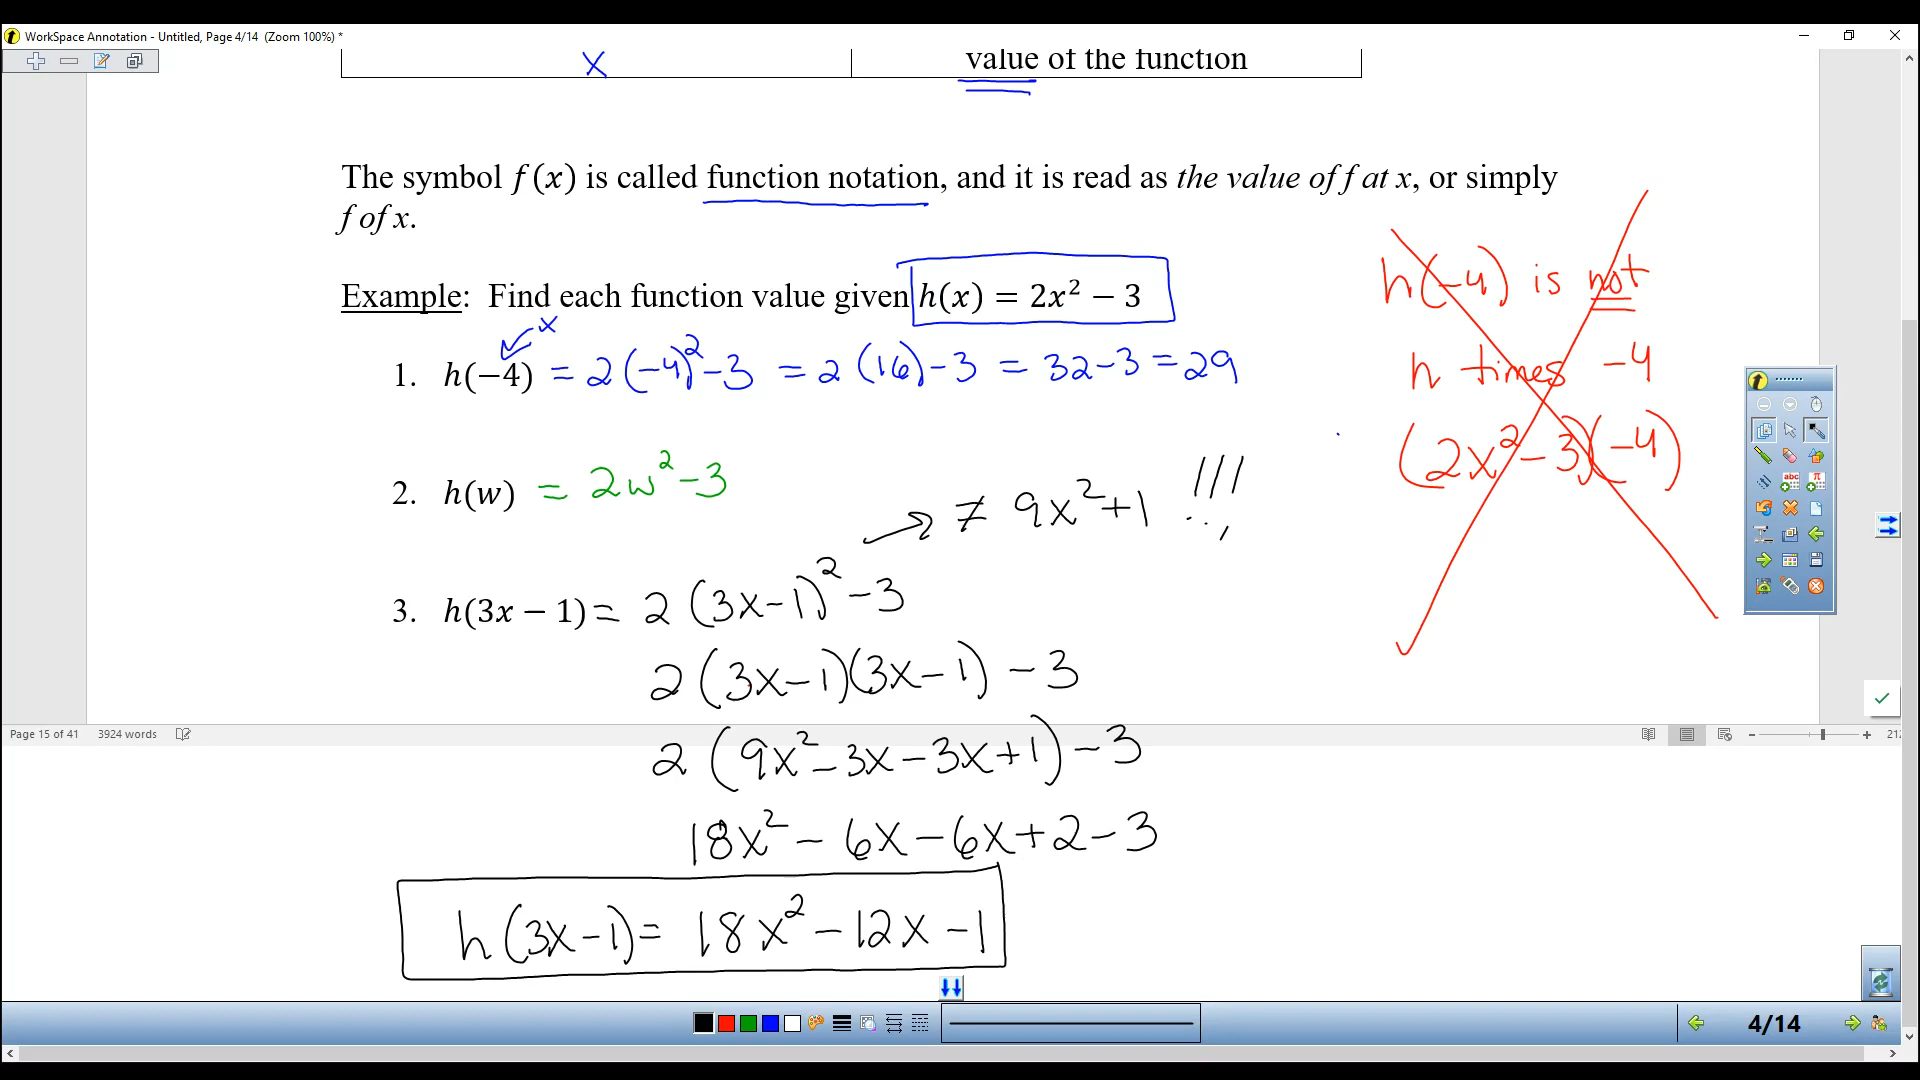 WorkSpace Annotation - Untitled, Page 4/14 (Zoom 100%) *
x
value of the function
The symbol f(x) is called function notation, and it is read as the value of f at x, or simply
f of x.
Example: Find each function value given h(x) = 2x² − 3
x
1. h(−4) = 2(−4)² − 3 = 2(16) − 3 = 32 − 3 = 29
2. h(w) = 2w² − 3
≠ 9x² + 1 !!!
3. h(3x − 1) = 2(3x − 1)² − 3
2(3x − 1)(3x − 1) − 3
2(9x² − 3x − 3x + 1) − 3
18x² − 6x − 6x + 2 − 3
h(3x − 1) = 18x² − 12x − 1
h(−4) is not
h times −4
(2x² − 3)(−4)
abc
π
Page 15 of 41 3924 words
212
4/14